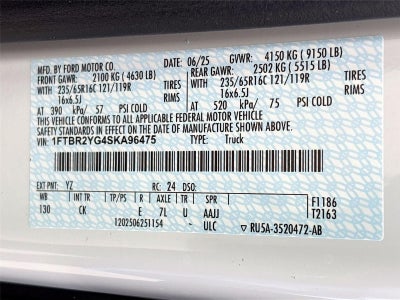 MFD. BY FORD MOTOR CO. 06/25 GVWR: 4150 KG ( 9150 LB)
FRONT GAWR: 2100 KG ( 4630 LB) REAR GAWR: 2502 KG ( 5515 LB)
WITH 235/65R16C 121/119R TIRES WITH 235/65R16C 121/119R TIRES
16x6.5J RIMS 16x6.5J RIMS
AT 390 kPa/ 57 PSI COLD AT 520 kPa/ 75 PSI COLD
THIS VEHICLE CONFORMS TO ALL APPLICABLE FEDERAL MOTOR VEHICLE
SAFETY STANDARDS IN EFFECT ON THE DATE OF MANUFACTURE SHOWN ABOVE.
VIN: 1FTBR2YG4SKA96475 TYPE: Truck
EXT PNT: YZ RC: 24 DSO:
WB INT TR TP/PS R AXLE TR SPR F1186
130 CK E 7L U AAJJ T2163
1202506251154 - ULC RU5A-3520472-AB